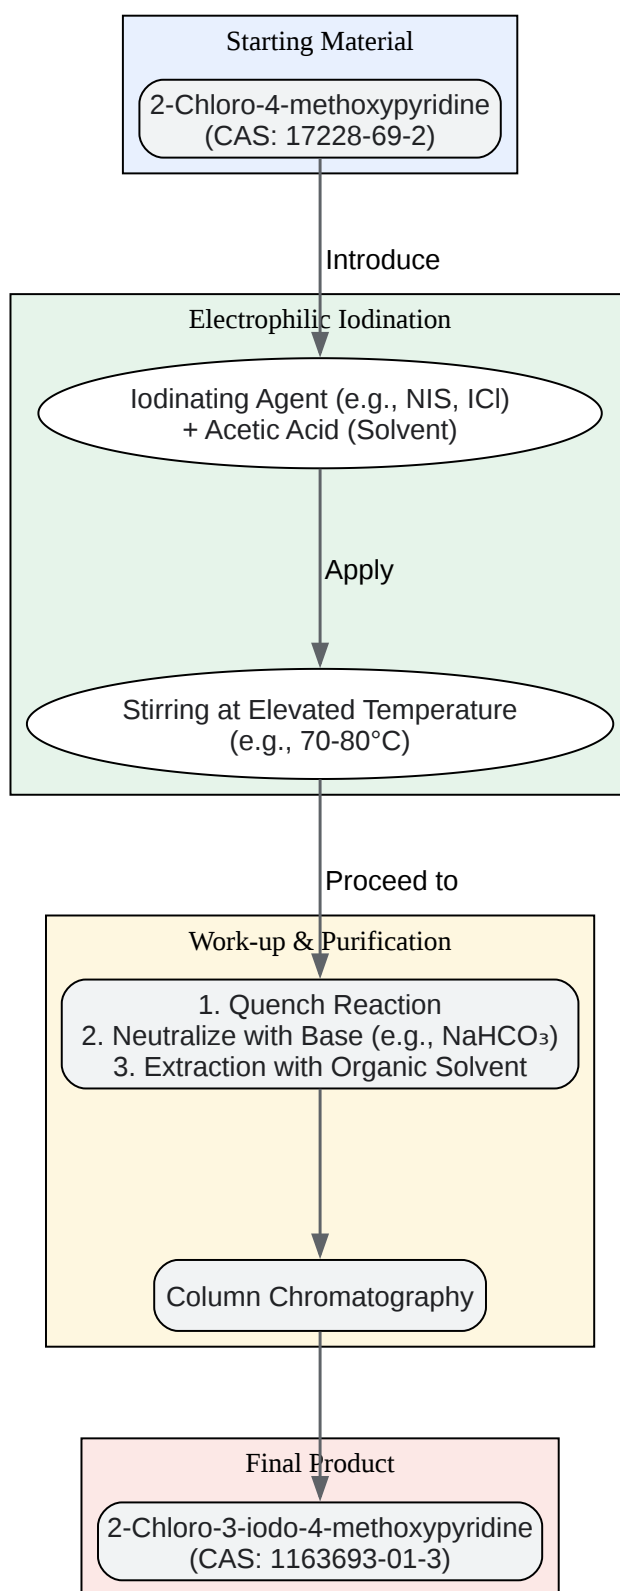 Starting Material
2-Chloro-4-methoxypyridine
(CAS: 17228-69-2)
Introduce
Electrophilic Iodination
Iodinating Agent (e.g., NIS, ICl)
+ Acetic Acid (Solvent)
Apply
Stirring at Elevated Temperature
(e.g., 70-80°C)
Proceed to
Work-up & Purification
1. Quench Reaction
2. Neutralize with Base (e.g., NaHCO₃)
3. Extraction with Organic Solvent
Column Chromatography
Final Product
2-Chloro-3-iodo-4-methoxypyridine
(CAS: 1163693-01-3)